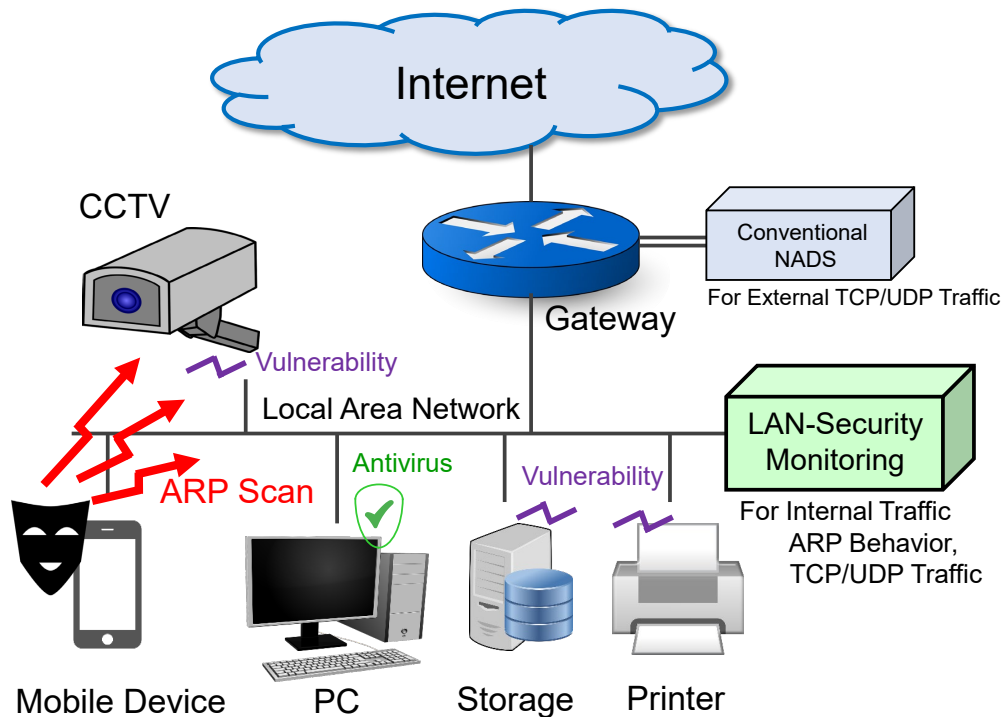 Internet
CCTV
Conventional
NADS
For External TCP/UDP Traffic
Gateway
Vulnerability
Local Area Network
LAN-Security
Monitoring
Antivirus
Vulnerability
ARP Scan
For Internal Traffic
ARP Behavior,
TCP/UDP Traffic
Mobile Device
PC
Storage
Printer